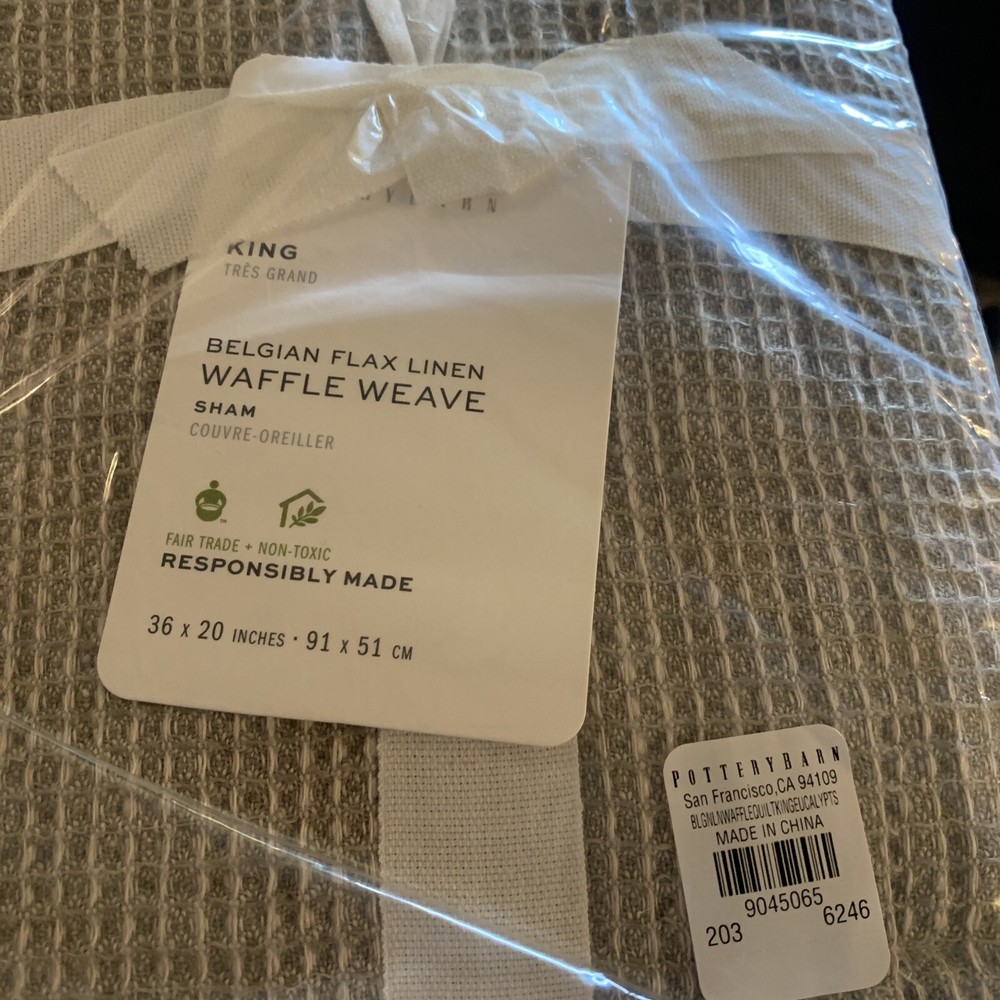 KING
TRÈS GRAND
BELGIAN FLAX LINEN
WAFFLE WEAVE
SHAM
COUVRE-OREILLER
FAIR TRADE + NON-TOXIC
RESPONSIBLY MADE
36 x 20 INCHES · 91 x 51 CM
POTTERYBARN
San Francisco,CA 94109
BLGNLNWAFFLEQUILTKINGEUCALYPTS
MADE IN CHINA
9045065
203 6246